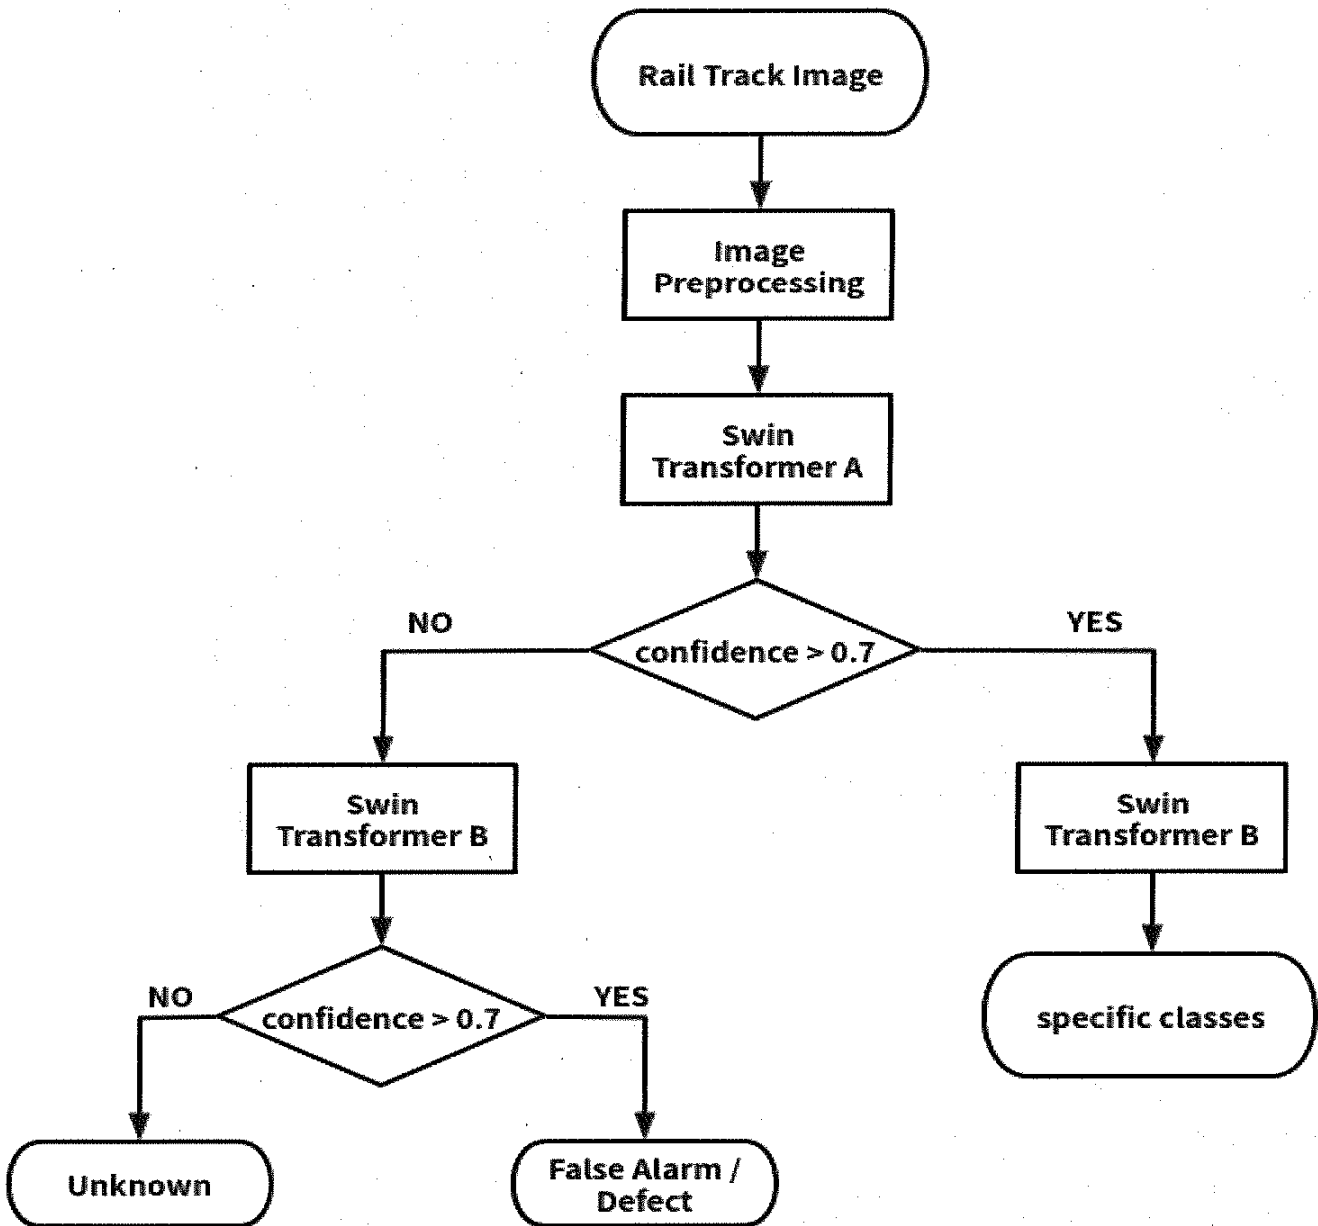 Rail Track Image
Image
Preprocessing
Swin
Transformer A
NO
YES
confidence > 0.7
Swin
Transformer B
Swin
Transformer B
NO
YES
confidence > 0.7
specific classes
Unknown
False Alarm /
Defect